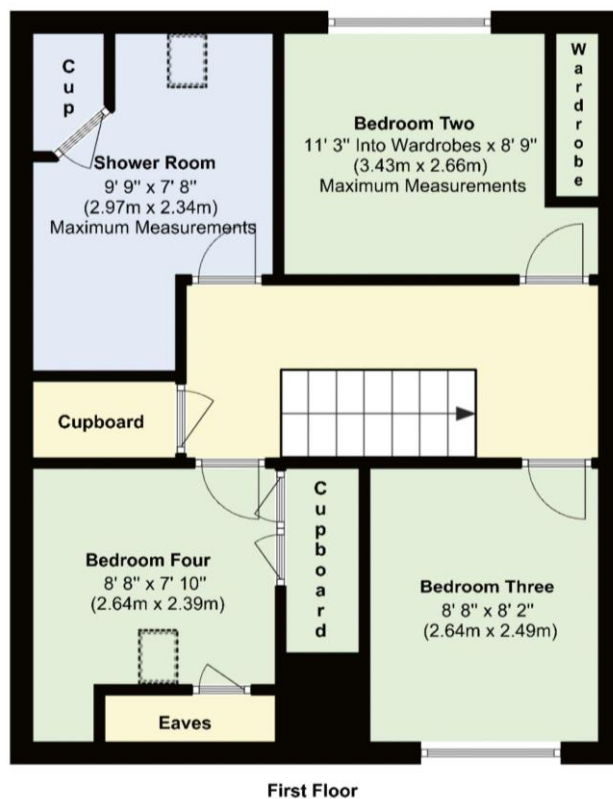 Cup
Shower Room
9' 9" x 7' 8"
(2.97m x 2.34m)
Maximum Measurements
Bedroom Two
11' 3" Into Wardrobes x 8' 9"
(3.43m x 2.66m)
Maximum Measurements
Wardrobe
Cupboard
Bedroom Four
8' 8" x 7' 10"
(2.64m x 2.39m)
Cupboard
Bedroom Three
8' 8" x 8' 2"
(2.64m x 2.49m)
Eaves
First Floor